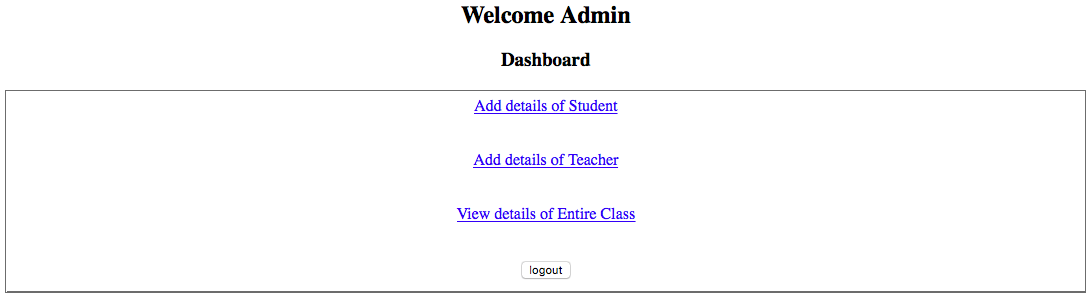 Welcome Admin
Dashboard
Add details of Student
Add details of Teacher
View details of Entire Class
logout